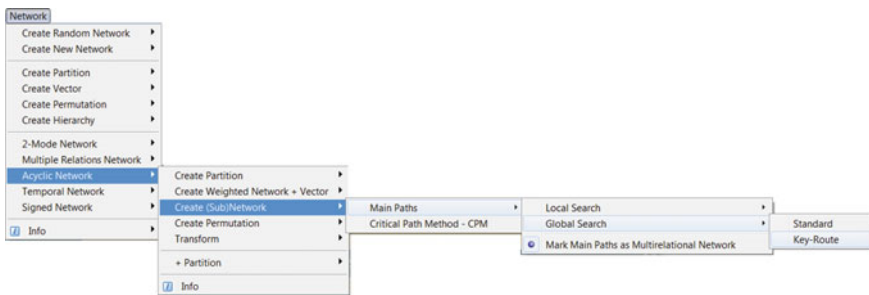 Network
Create Random Network
Create New Network
Create Partition
Create Vector
Create Permutation
Create Hierarchy
2-Mode Network
Multiple Relations Network
Acyclic Network
Temporal Network
Signed Network
Info
Create Partition
Create Weighted Network + Vector
Create (Sub)Network
Create Permutation
Transform
+ Partition
Info
Main Paths
Critical Path Method - CPM
Local Search
Global Search
Mark Main Paths as Multirelational Network
Standard
Key-Route